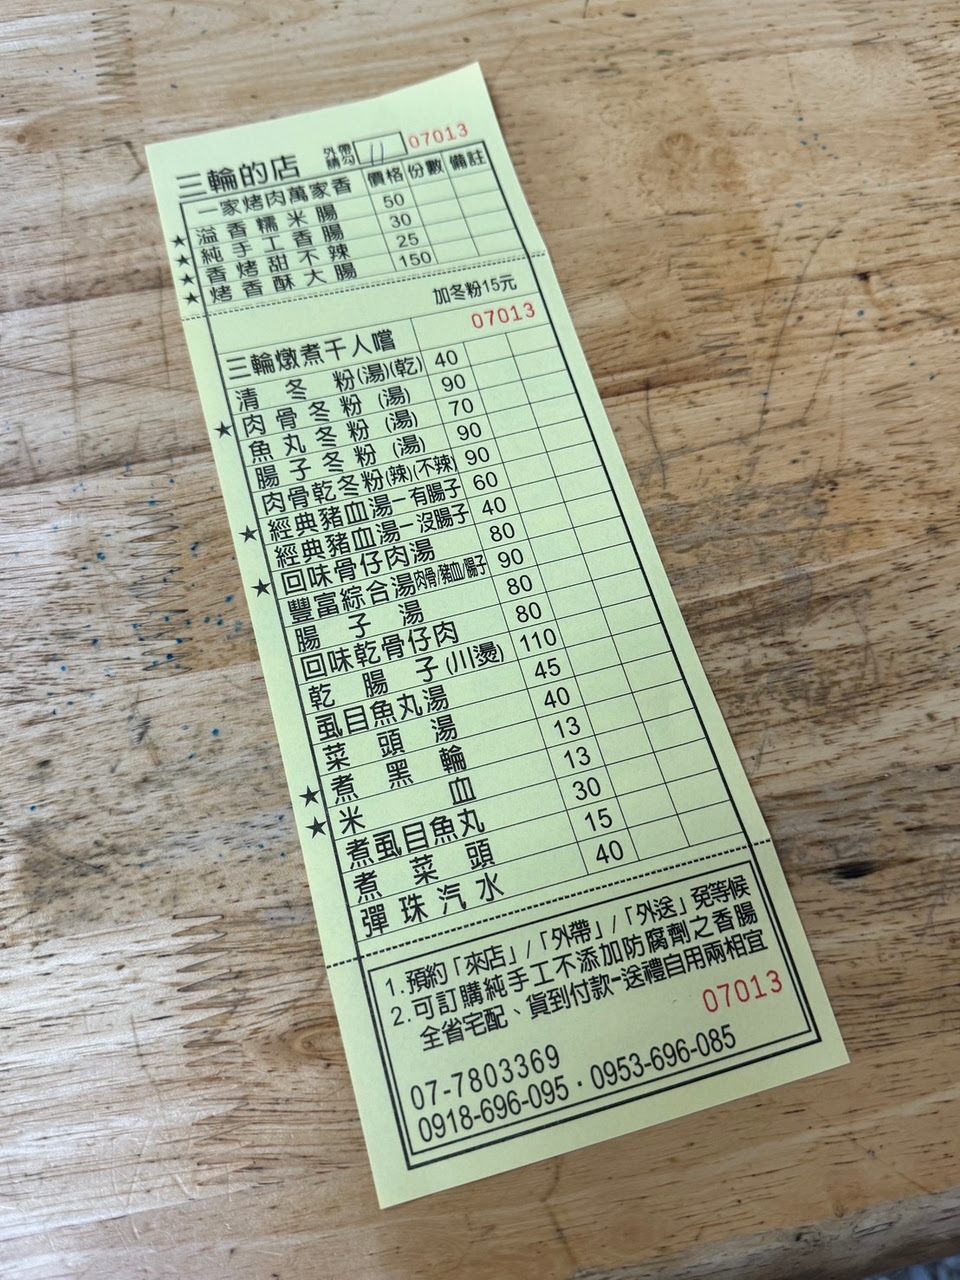 三輪的店 外帶請勾 11 07013
一家烤肉萬家香 價格 份數 備註
★ 溢香糯米腸 50
★ 純手工香腸 30
★ 香烤甜不辣 25
★ 烤香酥大腸 150
加冬粉15元
三輪燉煮千人嚐 07013
清冬粉(湯)(乾) 40
★ 肉骨冬粉(湯) 90
魚丸冬粉(湯) 70
腸子冬粉(湯) 90
肉骨乾冬粉(辣)(不辣) 90
★ 經典豬血湯－有腸子 60
經典豬血湯－沒腸子 40
★ 回味骨仔肉湯 80
豐富綜合湯肉骨/豬血/腸子 90
腸子湯 80
回味乾骨仔肉 80
乾腸子(川燙) 110
虱目魚丸湯 45
菜頭湯 40
★ 煮黑輪 13
★ 米血 13
煮虱目魚丸 30
煮菜頭 15
彈珠汽水 40
1.預約「來店」/「外帶」/「外送」免等候
2.可訂購純手工不添加防腐劑之香腸
全省宅配、貨到付款-送禮自用兩相宜
07013
07-7803369
0918-696-095．0953-696-085